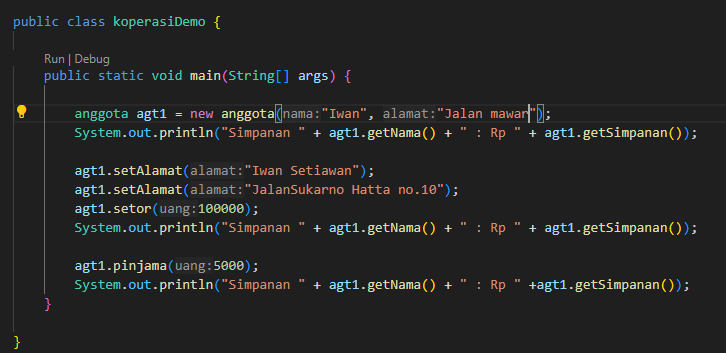 public class koperasiDemo {
Run | Debug
public static void main(String[] args) {
anggota agt1 = new anggota(nama:"Iwan", alamat:"Jalan mawar");
System.out.println("Simpanan " + agt1.getNama() + " : Rp " + agt1.getSimpanan());
agt1.setAlamat(alamat:"Iwan Setiawan");
agt1.setAlamat(alamat:"JalanSukarno Hatta no.10");
agt1.setor(uang:100000);
System.out.println("Simpanan " + agt1.getNama() + " : Rp " + agt1.getSimpanan());
agt1.pinjama(uang:5000);
System.out.println("Simpanan " + agt1.getNama() + " : Rp " +agt1.getSimpanan());
}
}